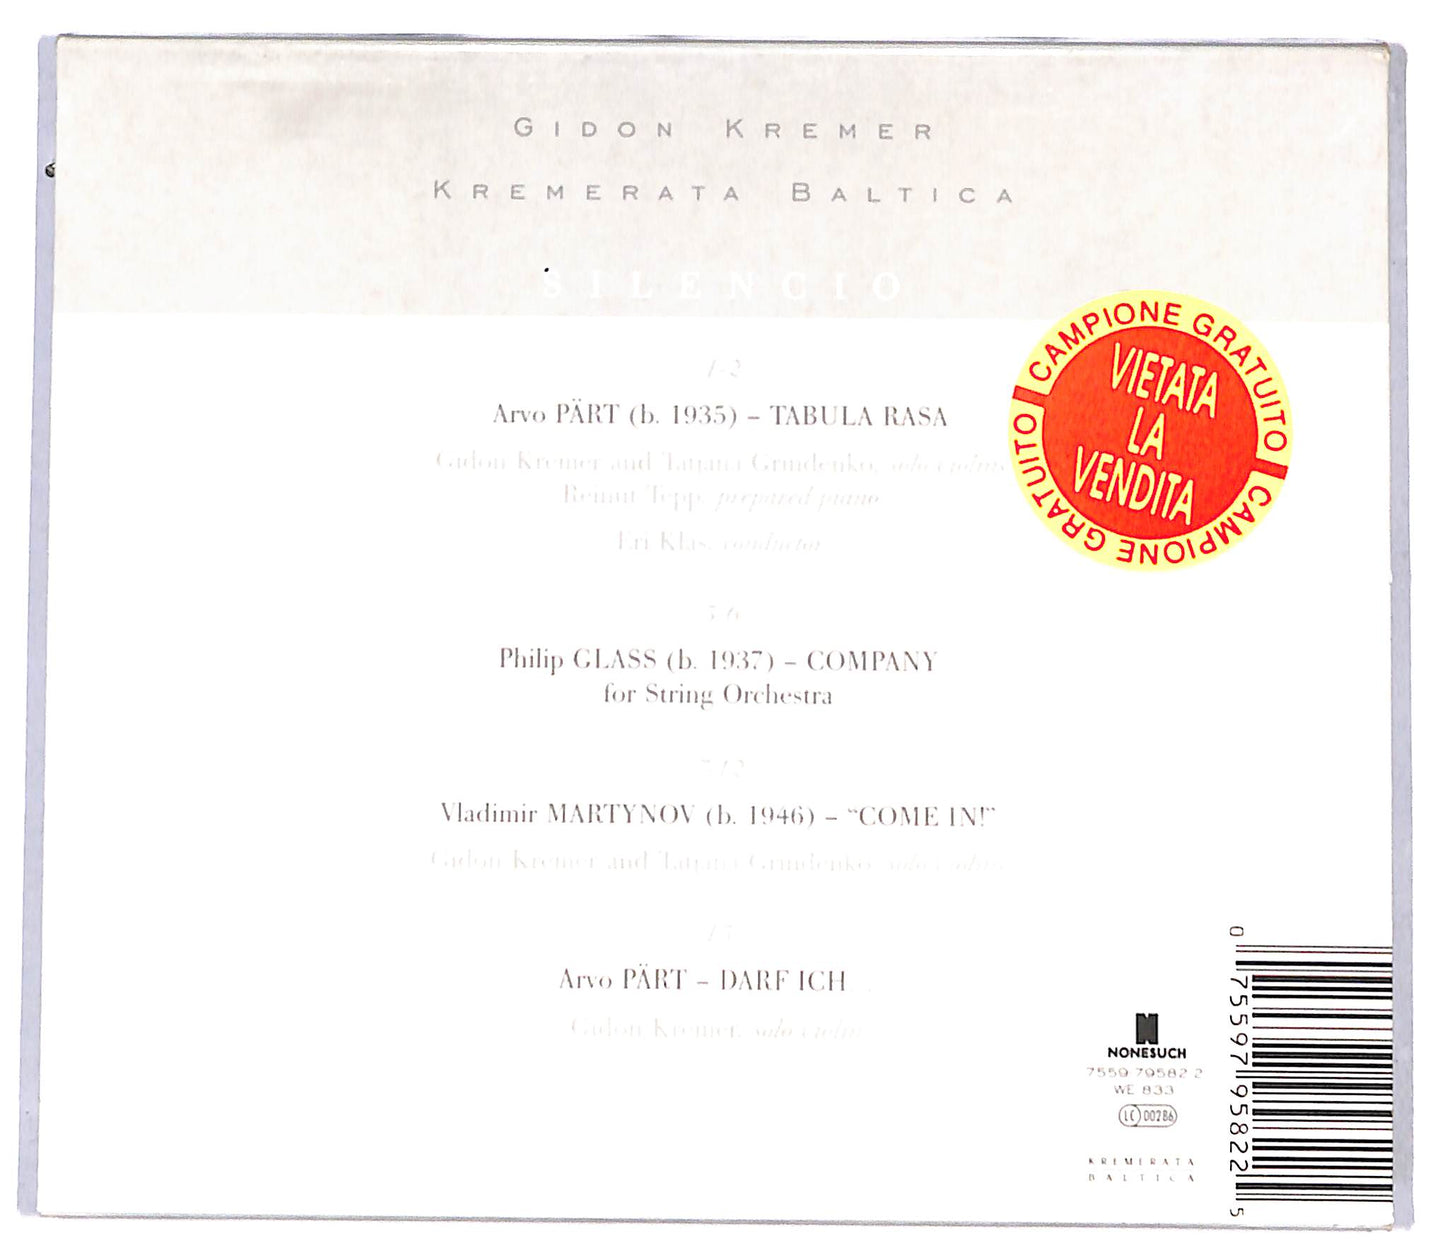 GIDON KREMER
KREMERATA BALTICA
SILENCIO
1-2
Arvo PÄRT (b. 1935) – TABULA RASA
Gidon Kremer and Tatjana Grindenko, solo violins
Reinut Tepp, prepared piano
Eri Klas, conductor
3-6
Philip GLASS (b. 1937) – COMPANY
for String Orchestra
7-12
Vladimir MARTYNOV (b. 1946) – “COME IN!”
Gidon Kremer and Tatjana Grindenko, solo violins
13
Arvo PÄRT – DARF ICH
Gidon Kremer, solo violin
CAMPIONE GRATUITO
CAMPIONE GRATUITO
VIETATA
LA
VENDITA
NONESUCH
7559 79582 2
WE 833
LC 00286
KREMERATA
BALTICA
0 75597 95822 5